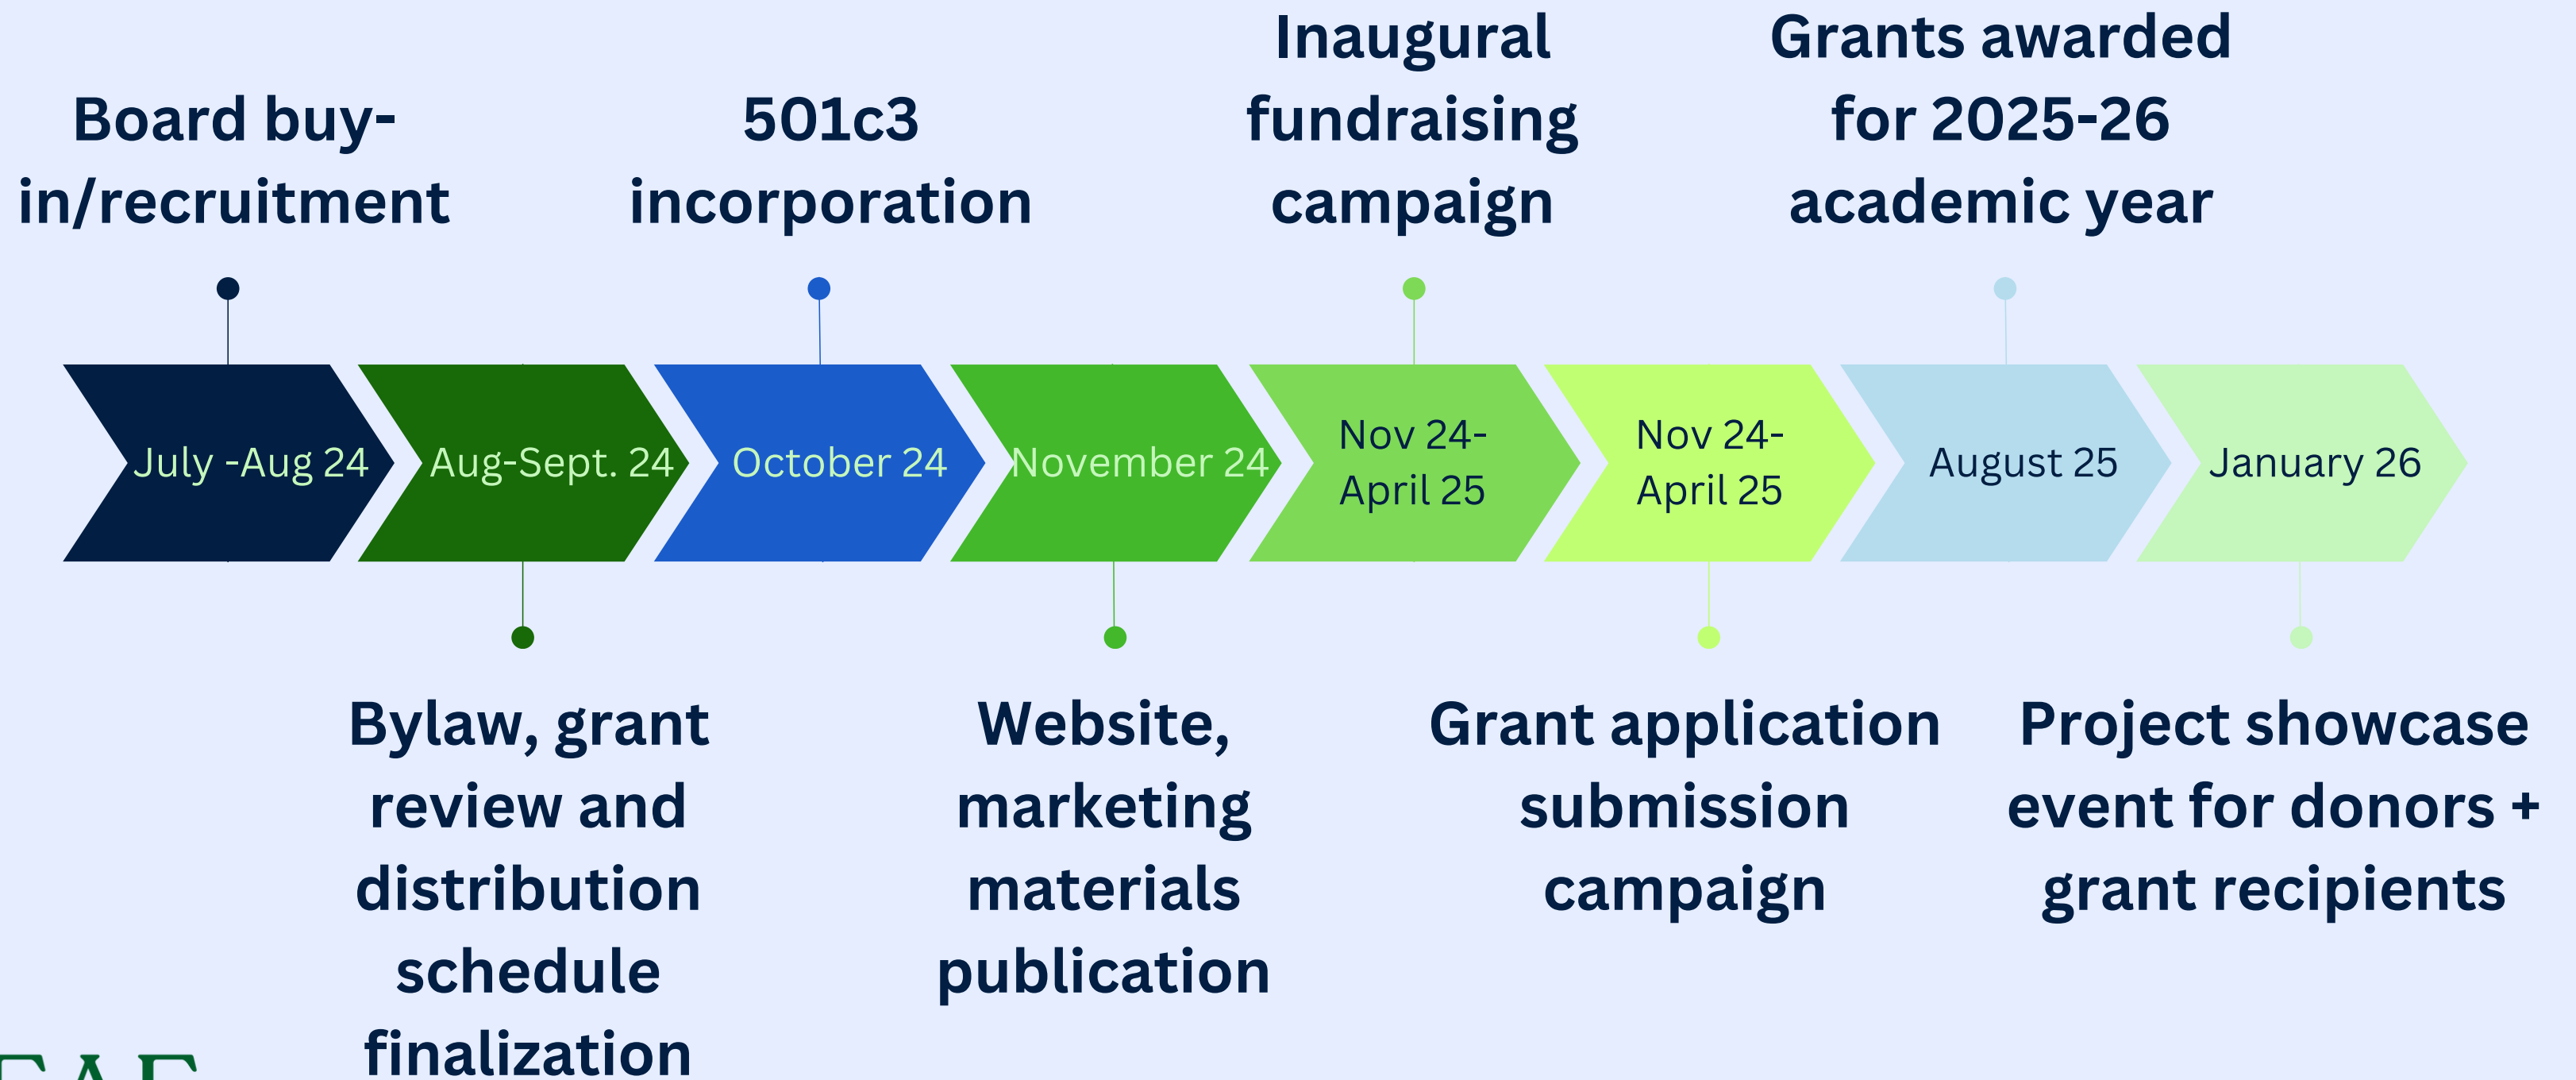 Board buy-
in/recruitment
501c3
incorporation
Inaugural
fundraising
campaign
Grants awarded
for 2025-26
academic year
July -Aug 24
Aug-Sept. 24
October 24
November 24
Nov 24-
April 25
Nov 24-
April 25
August 25
January 26
Bylaw, grant
review and
distribution
schedule
finalization
Website,
marketing
materials
publication
Grant application
submission
campaign
Project showcase
event for donors +
grant recipients